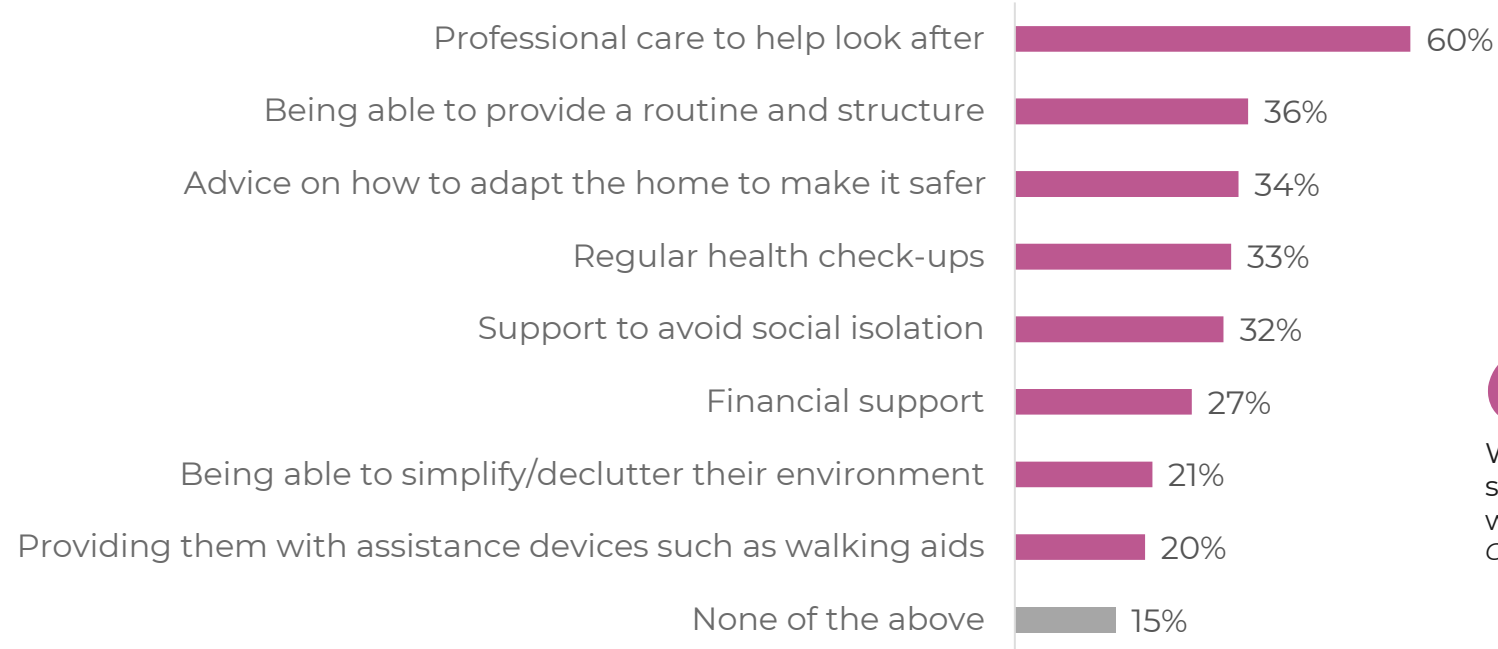 Professional care to help look after 60%
Being able to provide a routine and structure 36%
Advice on how to adapt the home to make it safer 34%
Regular health check-ups 33%
Support to avoid social isolation 32%
Financial support 27%
Being able to simplify/declutter their environment 21%
Providing them with assistance devices such as walking aids 20%
None of the above 15%